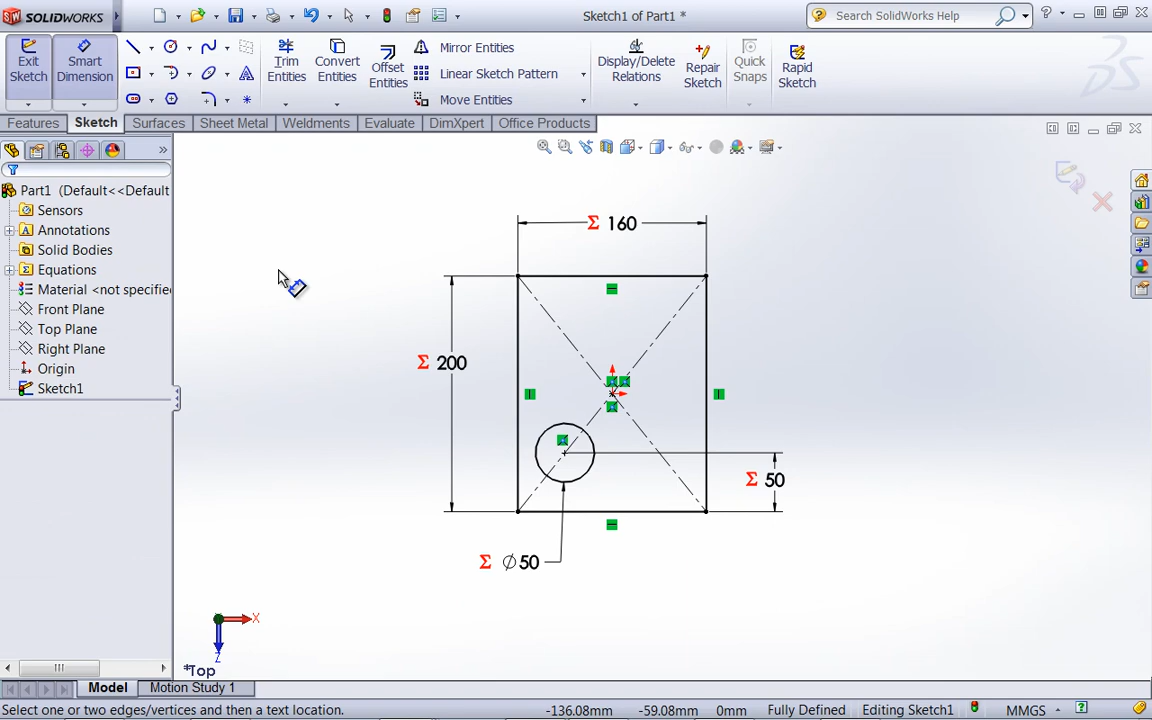 SOLIDWORKS
Sketch1 of Part1 *
Search SolidWorks Help
Exit Sketch
Smart Dimension
Trim Entities
Convert Entities
Offset Entities
Mirror Entities
Linear Sketch Pattern
Move Entities
Display/Delete Relations
Repair Sketch
Quick Snaps
Rapid Sketch
Features
Sketch
Surfaces
Sheet Metal
Weldments
Evaluate
DimXpert
Office Products
Part1 (Default<<Default
Sensors
Annotations
Solid Bodies
Equations
Material <not specified
Front Plane
Top Plane
Right Plane
Origin
Sketch1
Σ 160
Σ 200
Σ 50
Σ ∅50
X
Z
*Top
Model
Motion Study 1
Select one or two edges/vertices and then a text location.
-136.08mm
-59.08mm
0mm
Fully Defined
Editing Sketch1
MMGS